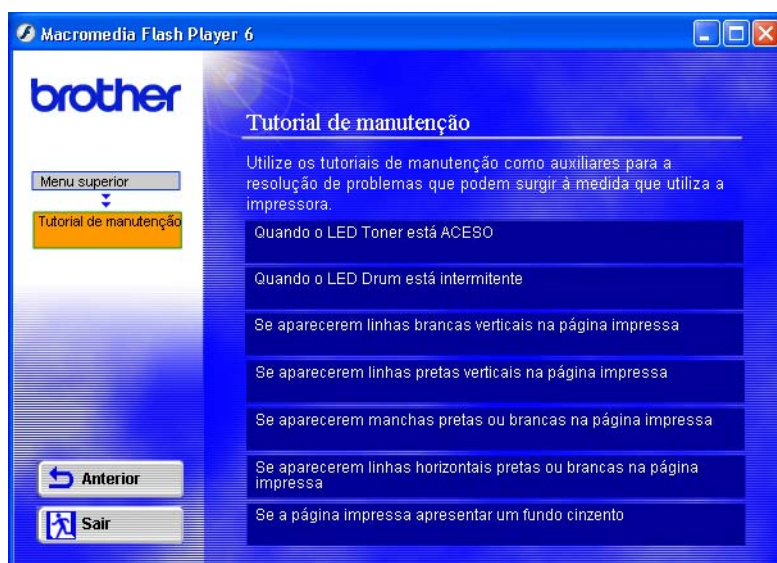 Macromedia Flash Player 6
brother
Menu superior
Tutorial de manutenção
Tutorial de manutenção
Utilize os tutoriais de manutenção como auxiliares para a
resolução de problemas que podem surgir à medida que utiliza a
impressora.
Quando o LED Toner está ACESO
Quando o LED Drum está intermitente
Se aparecerem linhas brancas verticais na página impressa
Se aparecerem linhas pretas verticais na página impressa
Se aparecerem manchas pretas ou brancas na página impressa
Se aparecerem linhas horizontais pretas ou brancas na página
impressa
Se a página impressa apresentar um fundo cinzento
Anterior
Sair